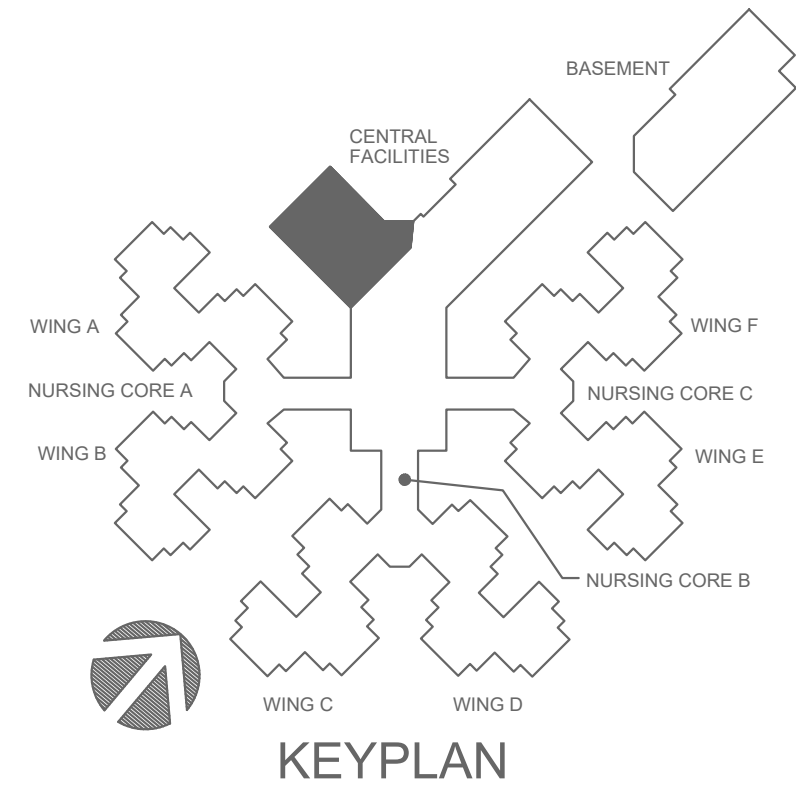 BASEMENT
CENTRAL
FACILITIES
WING A
WING F
NURSING CORE A
NURSING CORE C
WING B
WING E
NURSING CORE B
WING C
WING D
KEYPLAN